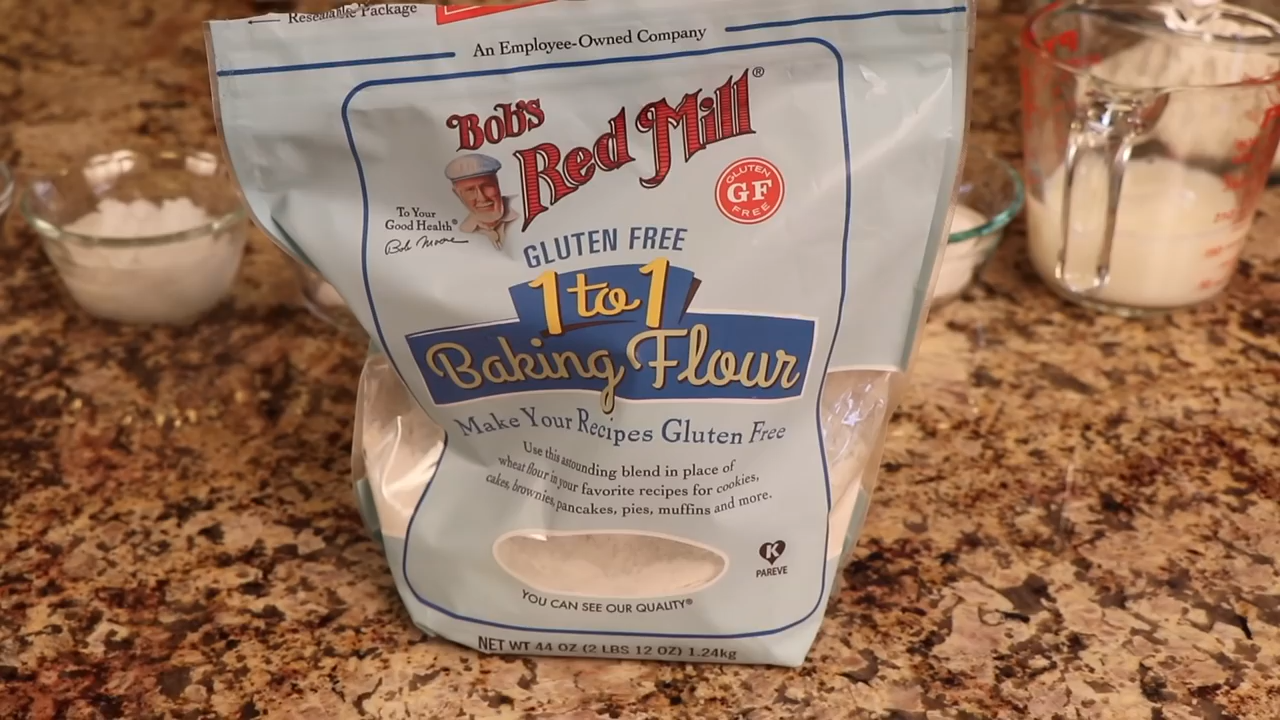 Resealable Package
An Employee-Owned Company
Bob's
Red Mill®
GLUTEN
GF
FREE
To Your
Good Health®
Bob Moore
GLUTEN FREE
1 to 1
Baking Flour
Make Your Recipes Gluten Free
Use this astounding blend in place of
wheat flour in your favorite recipes for cookies,
cakes, brownies, pancakes, pies, muffins and more.
K
PAREVE
YOU CAN SEE OUR QUALITY®
NET WT 44 OZ (2 LBS 12 OZ) 1.24kg